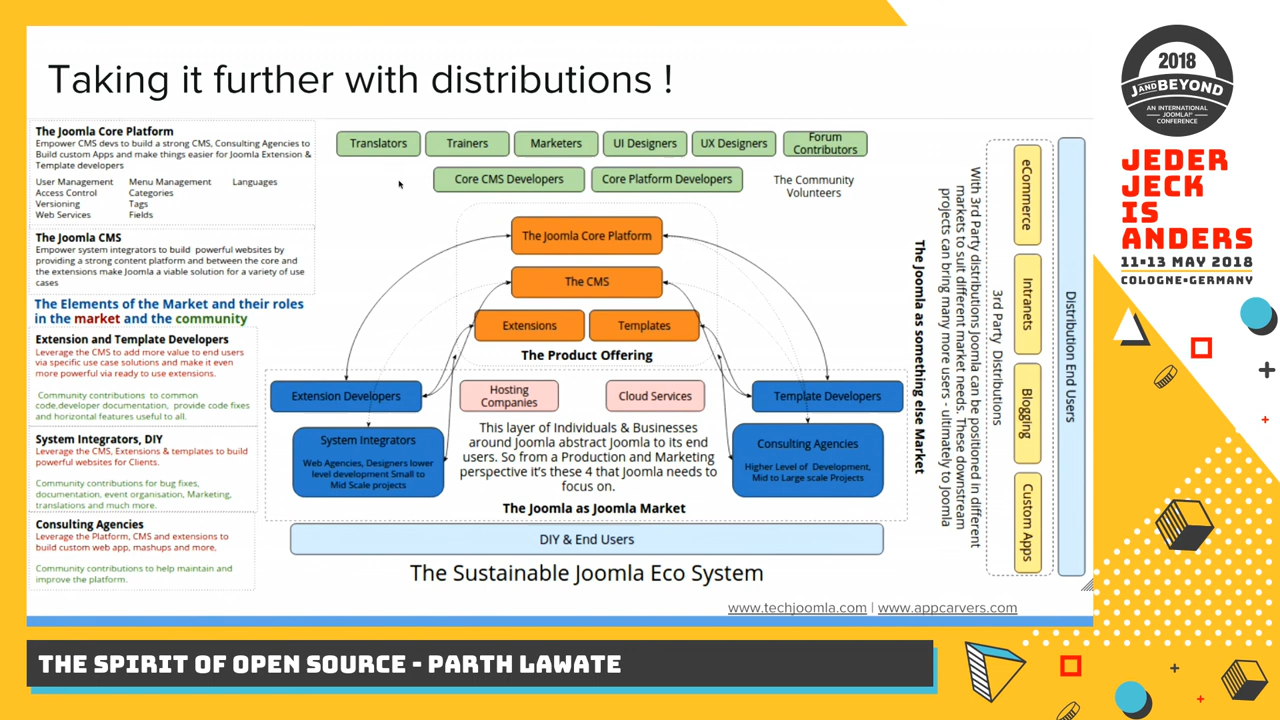 Taking it further with distributions !
The Joomla Core Platform
Empower CMS devs to build a strong CMS, Consulting Agencies to
Build custom Apps and make things easier for Joomla Extension &
Template developers
User Management Menu Management Languages
Access Control Categories
Versioning Tags
Web Services Fields
The Joomla CMS
Empower system integrators to build powerful websites by
providing a strong content platform and between the core and
the extensions make Joomla a viable solution for a variety of use
cases
The Elements of the Market and their roles
in the market and the community
Extension and Template Developers
Leverage the CMS to add more value to end users
via specific use case solutions and make it even
more powerful via ready to use extensions.
Community contributions to common
code,developer documentation, provide code fixes
and horizontal features useful to all.
System Integrators, DIY
Leverage the CMS, Extensions & templates to build
powerful websites for Clients.
Community contributions for bug fixes,
documentation, event organisation, Marketing,
translations and much more.
Consulting Agencies
Leverage the Platform, CMS and extensions to
build custom web app, mashups and more.
Community contributions to help maintain and
improve the platform.
Translators
Trainers
Marketers
UI Designers
UX Designers
Forum
Contributors
Core CMS Developers
Core Platform Developers
The Community
Volunteers
The Joomla Core Platform
The CMS
Extensions
Templates
The Product Offering
Extension Developers
Hosting
Companies
Cloud Services
Template Developers
System Integrators
Web Agencies, Designers lower
level development Small to
Mid Scale projects
This layer of Individuals & Businesses
around Joomla abstract Joomla to its end
users. So from a Production and Marketing
perspective it's these 4 that Joomla needs to
focus on.
Consulting Agencies
Higher Level of Development,
Mid to Large scale Projects
The Joomla as Joomla Market
DIY & End Users
The Sustainable Joomla Eco System
The Joomla as something else Market
With 3rd Party distributions Joomla can be positioned in different
markets to suit different market needs. These downstream
projects can bring many more users - ultimately to Joomla
3rd Party Distributions
eCommerce
Intranets
Blogging
Custom Apps
Distribution End Users
www.techjoomla.com | www.appcarvers.com
THE SPIRIT OF OPEN SOURCE - PARTH LAWATE
2018
J AND BEYOND
AN INTERNATIONAL
JOOMLA!®
CONFERENCE
JEDER
JECK
IS
ANDERS
11-13 MAY 2018
COLOGNE•GERMANY